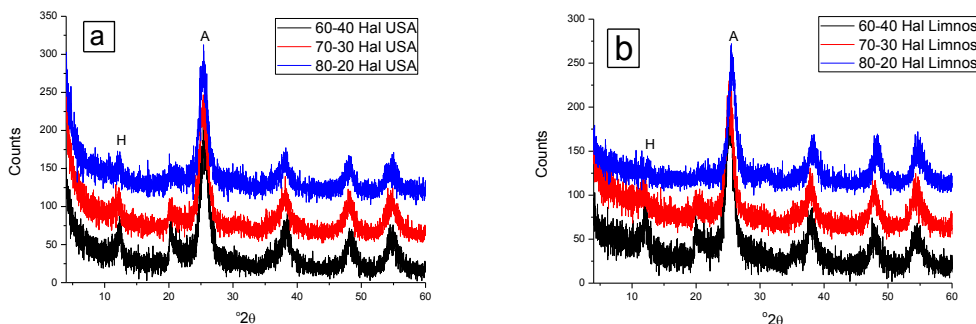 a
A
H
60-40 Hal USA
70-30 Hal USA
80-20 Hal USA
Counts
350
300
250
200
150
100
50
0
10
20
30
40
50
60
°2θ
b
A
H
60-40 Hal Limnos
70-30 Hal Limnos
80-20 Hal Limnos
Counts
300
250
200
150
100
50
0
10
20
30
40
50
60
°2θ